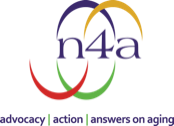 n4a
advocacy | action | answers on aging